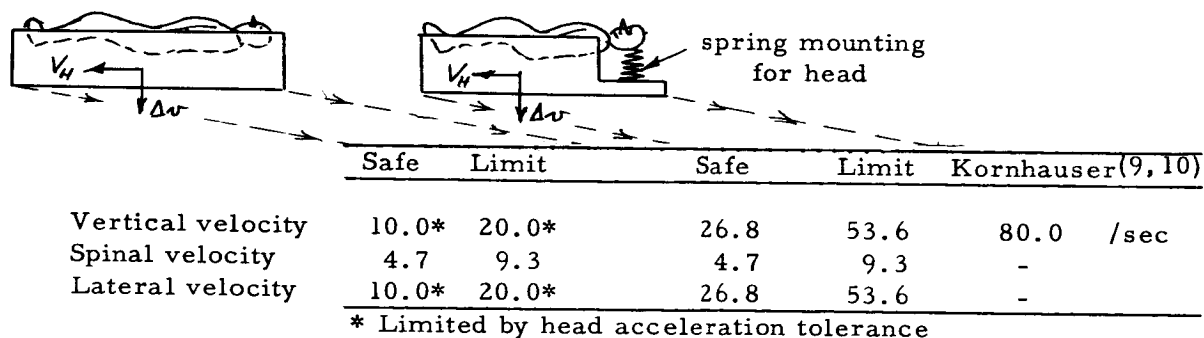 spring mounting
for head
V_H
Δv
V_H
Δv
Safe Limit Safe Limit Kornhauser(9, 10)
Vertical velocity 10.0* 20.0* 26.8 53.6 80.0 /sec
Spinal velocity 4.7 9.3 4.7 9.3 -
Lateral velocity 10.0* 20.0* 26.8 53.6 -
* Limited by head acceleration tolerance